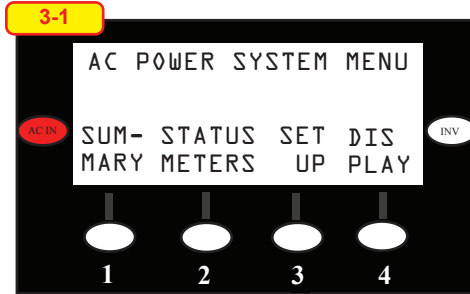 3-1
AC POWER SYSTEM MENU
AC IN
INV
SUM- STATUS SET DIS
MARY METERS UP PLAY
1 2 3 4